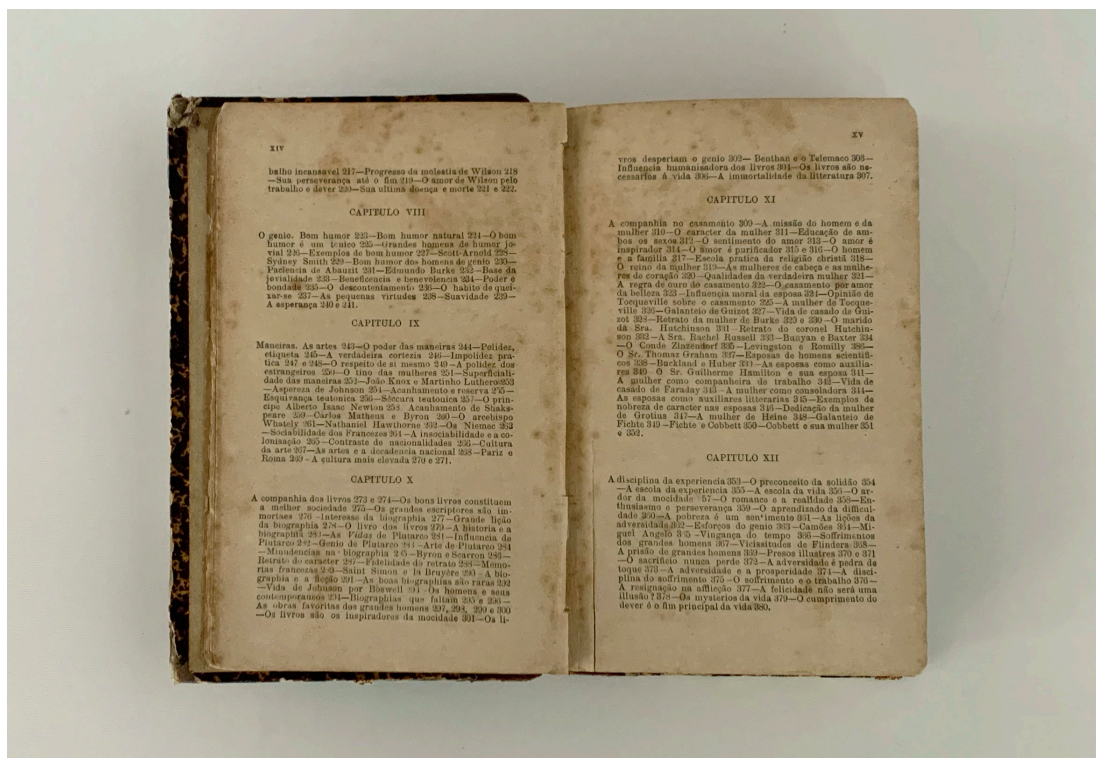 XIV
balho incansavel 217—Progresso da molestia de Wilson 218
—Sua perseverança até o fim 219—O amor de Wilson pelo
trabalho e dever 220—Sua ultima doença e morte 221 e 222.
CAPITULO VIII
O genio. Bom humor 223—Bom humor natural 224—O bom
humor é um tonico 225—Grandes homens de humor jo-
vial 226—Exemplos de bom humor 227—Scott-Arnold 228—
Sydney Smith 229—Bom humor dos homens de genio 230—
Paciencia de Abauzit 231—Edmundo Burke 232—Base da
jovialidade 233—Beneficencia e benevolencia 234—Poder e
bondade 235—O descontentamento 236—O habito de quei-
xar-se 237—As pequenas virtudes 238—Suavidade 239—
A esperança 240 e 241.
CAPITULO IX
Maneiras. As artes 243—O poder das maneiras 244—Polidez,
etiqueta 245—A verdadeira cortezia 246—Impolidez pra-
tica 247 e 248—O respeito de si mesmo 249—A polidez dos
estrangeiros 250—O tino das mulheres 251—Superficiali-
dade das maneiras 252—João Knox e Martinho Luthero 253
—Aspereza de Johnson 254—Acanhamento e reserva 255—
Esquivança teutonica 256—Seccura teutonica 257—O prin-
cipe Alberto Isaac Newton 258. Acanhamento de Shaks-
peare 259—Carlos Matheus e Byron 260—O arcebispo
Whately 261—Nathaniel Hawthorne 262—Os Niemec 263
—Sociabilidade dos Francezes 264—A insociabilidade e a co-
lonisação 265—Contraste de nacionalidades 266—Cultura
da arte 267—As artes e a decadencia nacional 268—Pariz e
Roma 269—A cultura mais elevada 270 e 271.
CAPITULO X
A companhia dos livros 273 e 274—Os bons livros constituem
a melhor sociedade 275—Os grandes escriptores são im-
mortaes 276—Interesse da biographia 277—Grande lição
da biographia 278—O livro dos livros 279—A historia e a
biographia 280—As Vidas de Plutarco 281—Influencia de
Plutarco 282—Genio de Plutarco 283—Arte de Plutarco 284
—Minudencias na biographia 285—Byron e Scarron 286—
Retrato do caracter 287—Fidelidade do retrato 288—Memo-
rias francezas 289—Saint Simon e la Bruyère 290—A bio-
graphia e a ficção 291—As boas biographias são raras 292
—Vida de Johnson por Boswell 293—Os homens e seus
contemporaneos 294—Biographias que faltam 295 e 296—
As obras favoritas dos grandes homens 297, 298, 299 e 300
—Os livros são os inspiradores da mocidade 301—Os li-
XV
vros despertam o genio 302—Benthan e o Telemaco 303—
Influencia humanisadora dos livros 304—Os livros são ne-
cessarios á vida 306—A immortalidade da litteratura 307.
CAPITULO XI
A companhia no casamento 309—A missão do homem e da
mulher 310—O caracter da mulher 311—Educação de am-
bos os sexos 312—O sentimento do amor 313—O amor é
inspirador 314—O amor é purificador 315 e 316—O homem
e a familia 317—Escola pratica da religião christã 318—
O reino da mulher 319—As mulheres de cabeça e as mulhe-
res de coração 320—Qualidades da verdadeira mulher 321—
A regra de ouro do casamento 322—O casamento por amor
da belleza 323—Influença moral da esposa 324—Opinião de
Tocqueville sobre o casamento 325—A mulher de Tocque-
ville 326—Galanteio de Guizot 327—Vida de casado de Gui-
zot 328—Retrato da mulher de Burke 329 e 330—O marido
da Sra. Hutchinson 331—Retrato do coronel Hutchin-
son 332—A Sra. Rachel Russell 333—Bunyan e Baxter 334
—O Conde Zinzendorf 335—Levingston e Romilly 386—
O Sr. Thomaz Graham 337—Esposas de homens scientifi-
cos 338—Buckland e Huber 339—As esposas como auxilia-
res 340—O Sr. Guilherme Hamilton e sua esposa 341—
A mulher como companheira de trabalho 342—Vida de
casado de Faraday 343—A mulher como consoladora 344—
As esposas como auxiliares litterarias 345—Exemplos de
nobreza de caracter nas esposas 346—Dedicação da mulher
de Grotius 347—A mulher de Heine 348—Galanteio de
Fichte 349—Fichte e Cobbett 350—Cobbett e sua mulher 351
e 352.
CAPITULO XII
A disciplina da experiencia 353—O preconceito da solidão 354
—A escola da experiencia 355—A escola da vida 356—O ar-
dor da mocidade 57—O romanco e a realidade 358—En-
thusiasmo e perseverança 359—O aprendizado da difficul-
dade 360—A pobreza é um sentimento 361—As lições da
adversidade 362—Esforços do genio 363—Camões 364—Mi-
guel Angelo 365—Vingança do tempo 366—Soffrimentos
dos grandes homens 367—Vicissitudes de Flinders 368—
A prisão de grandes homens 369—Presos illustres 370 e 371
—O sacrificio nunca perde 372—A adversidade é pedra de
toque 373—A adversidade e a prosperidade 374—A disci-
plina do soffrimento 375—O soffrimento e o trabalho 376—
A resignação na afflicção 377—A felicidade não será uma
illusão? 378—Os mysterios da vida 379—O cumprimento do
dever é o fim principal da vida 380.